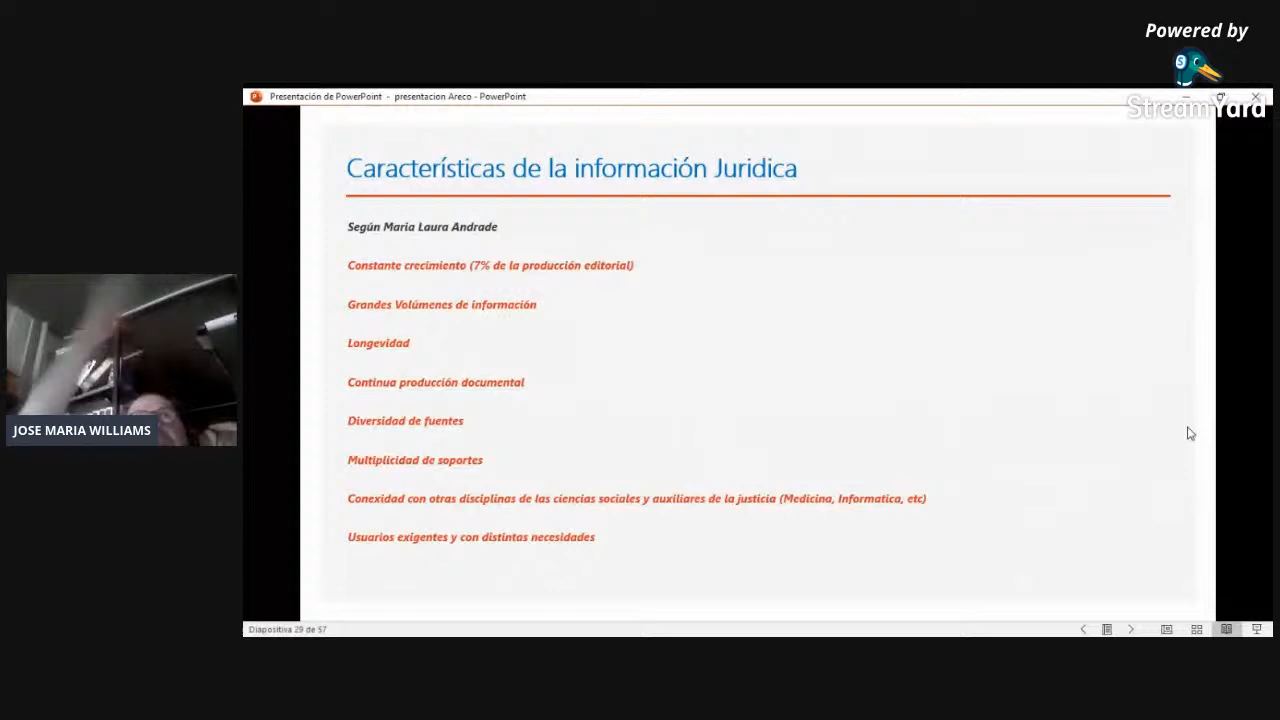 Powered by
StreamYard
Presentación de PowerPoint - presentacion Areco - PowerPoint
Características de la información Juridica
Según Maria Laura Andrade
Constante crecimiento (7% de la producción editorial)
Grandes Volúmenes de información
Longevidad
Continua producción documental
Diversidad de fuentes
Multiplicidad de soportes
Conexidad con otras disciplinas de las ciencias sociales y auxiliares de la justicia (Medicina, Informatica, etc)
Usuarios exigentes y con distintas necesidades
JOSE MARIA WILLIAMS
Diapositiva 29 de 57